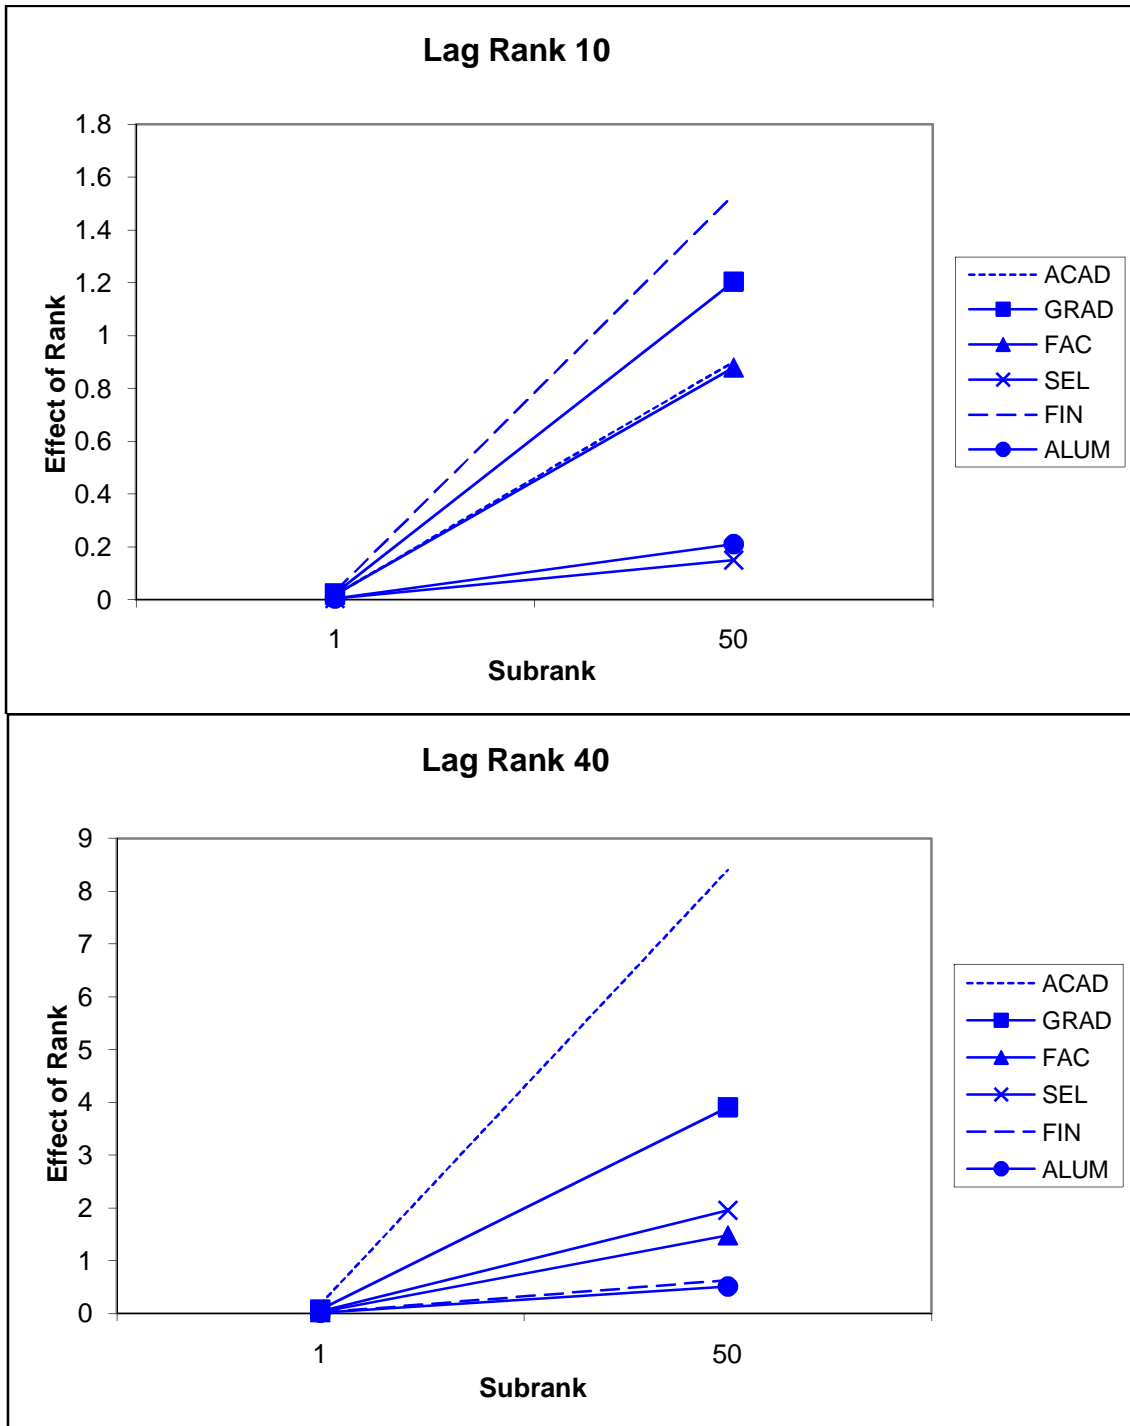 Lag Rank 10
1.8
1.6
1.4
1.2
1
0.8
0.6
0.4
0.2
0
Effect of Rank
1 50
Subrank
ACAD
GRAD
FAC
SEL
FIN
ALUM
Lag Rank 40
9
8
7
6
5
4
3
2
1
0
Effect of Rank
1 50
Subrank
ACAD
GRAD
FAC
SEL
FIN
ALUM